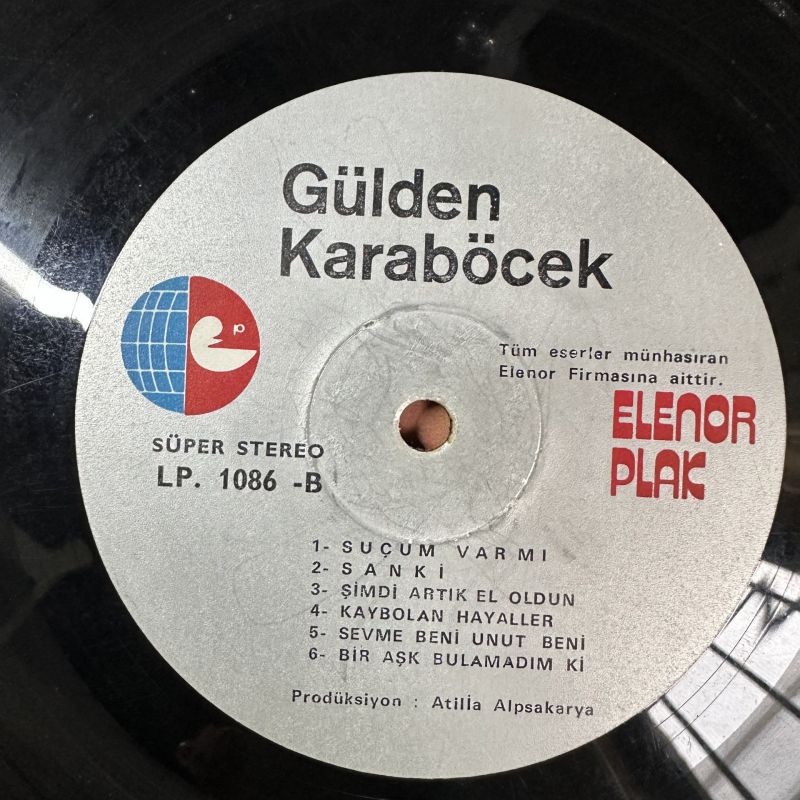 Gülden
Karaböcek
Tüm eserler münhasıran
Elenor Firmasına aittir.
ELENOR
PLAK
SÜPER STEREO
LP. 1086 -B
1- SUÇUM VAR MI
2- SANKİ
3- ŞİMDİ ARTIK EL OLDUN
4- KAYBOLAN HAYALLER
5- SEVME BENİ UNUT BENİ
6- BİR AŞK BULAMADIM Kİ
Prodüksiyon : Atilla Alpsakarya